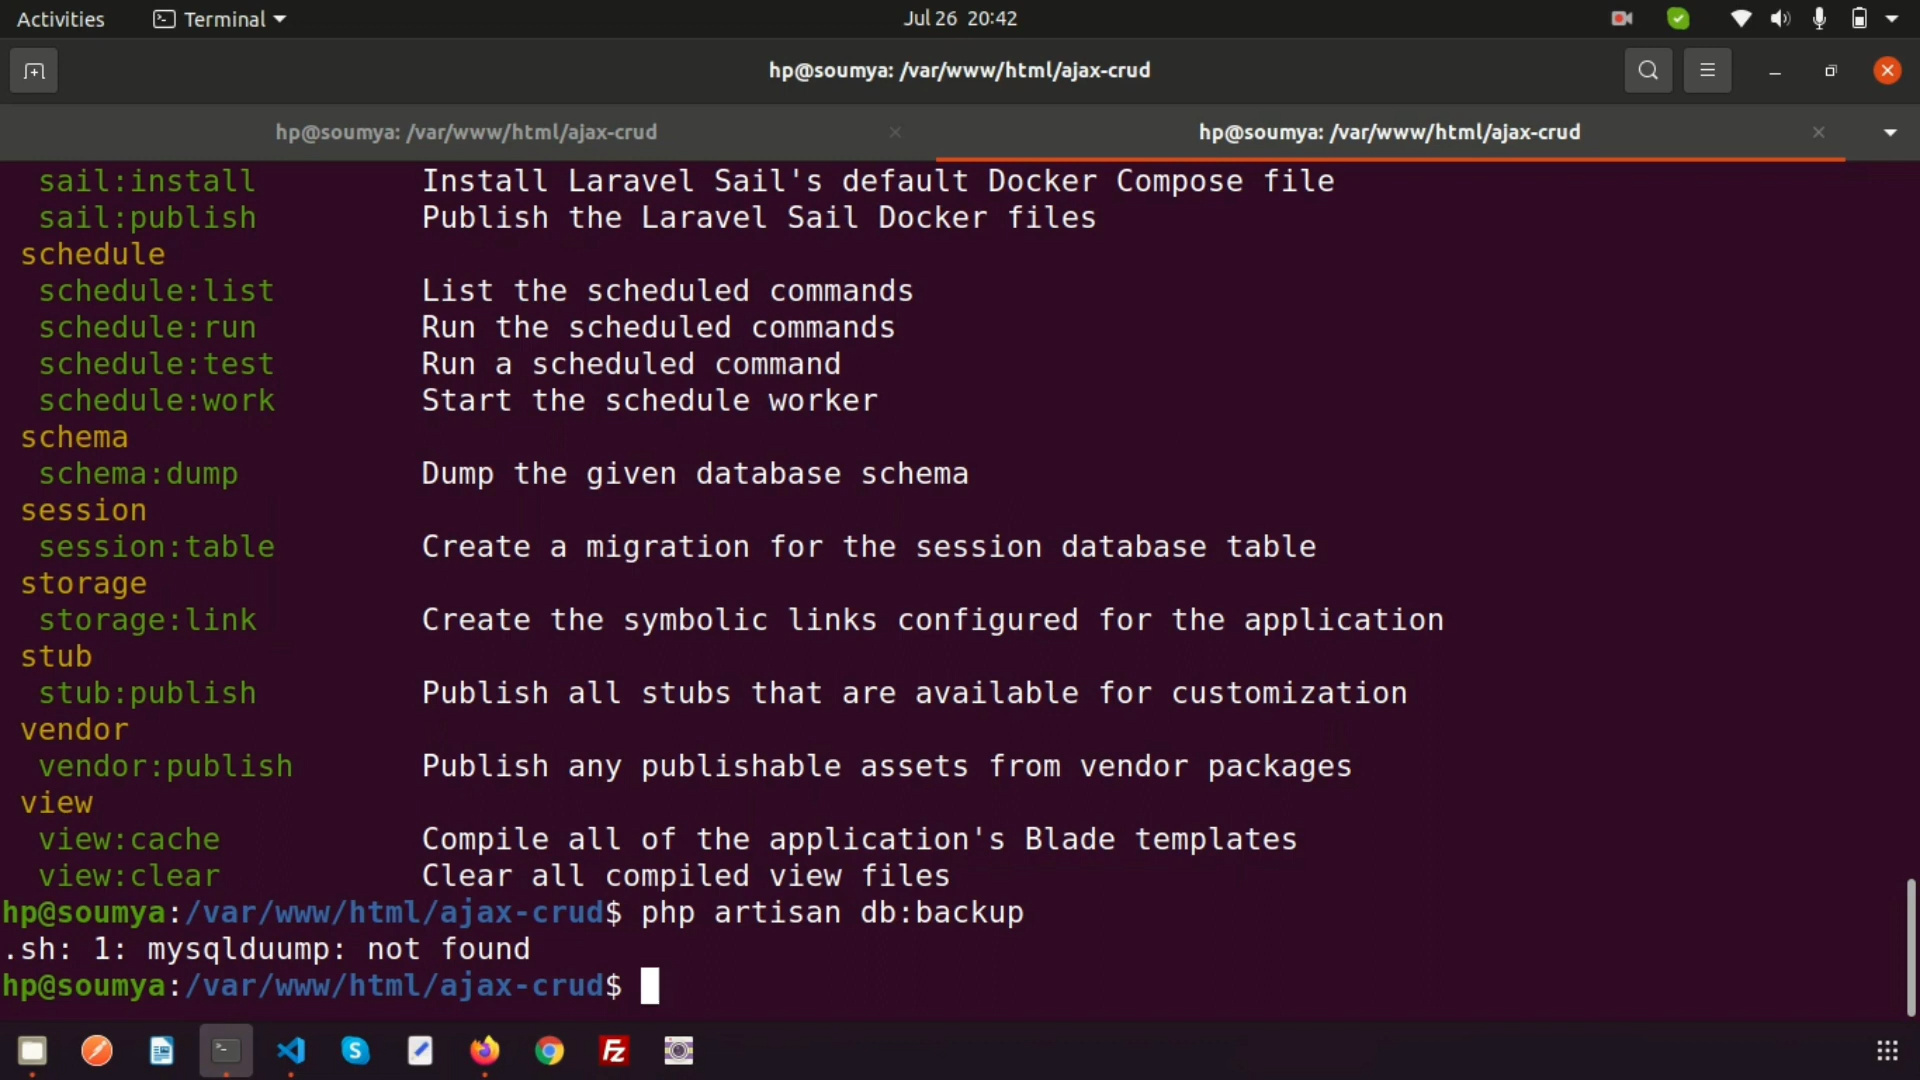 Activities Terminal Jul 26 20:42
hp@soumya: /var/www/html/ajax-crud
hp@soumya: /var/www/html/ajax-crud hp@soumya: /var/www/html/ajax-crud
sail:install Install Laravel Sail's default Docker Compose file
sail:publish Publish the Laravel Sail Docker files
schedule
schedule:list List the scheduled commands
schedule:run Run the scheduled commands
schedule:test Run a scheduled command
schedule:work Start the schedule worker
schema
schema:dump Dump the given database schema
session
session:table Create a migration for the session database table
storage
storage:link Create the symbolic links configured for the application
stub
stub:publish Publish all stubs that are available for customization
vendor
vendor:publish Publish any publishable assets from vendor packages
view
view:cache Compile all of the application's Blade templates
view:clear Clear all compiled view files
hp@soumya:/var/www/html/ajax-crud$ php artisan db:backup
.sh: 1: mysqlduump: not found
hp@soumya:/var/www/html/ajax-crud$